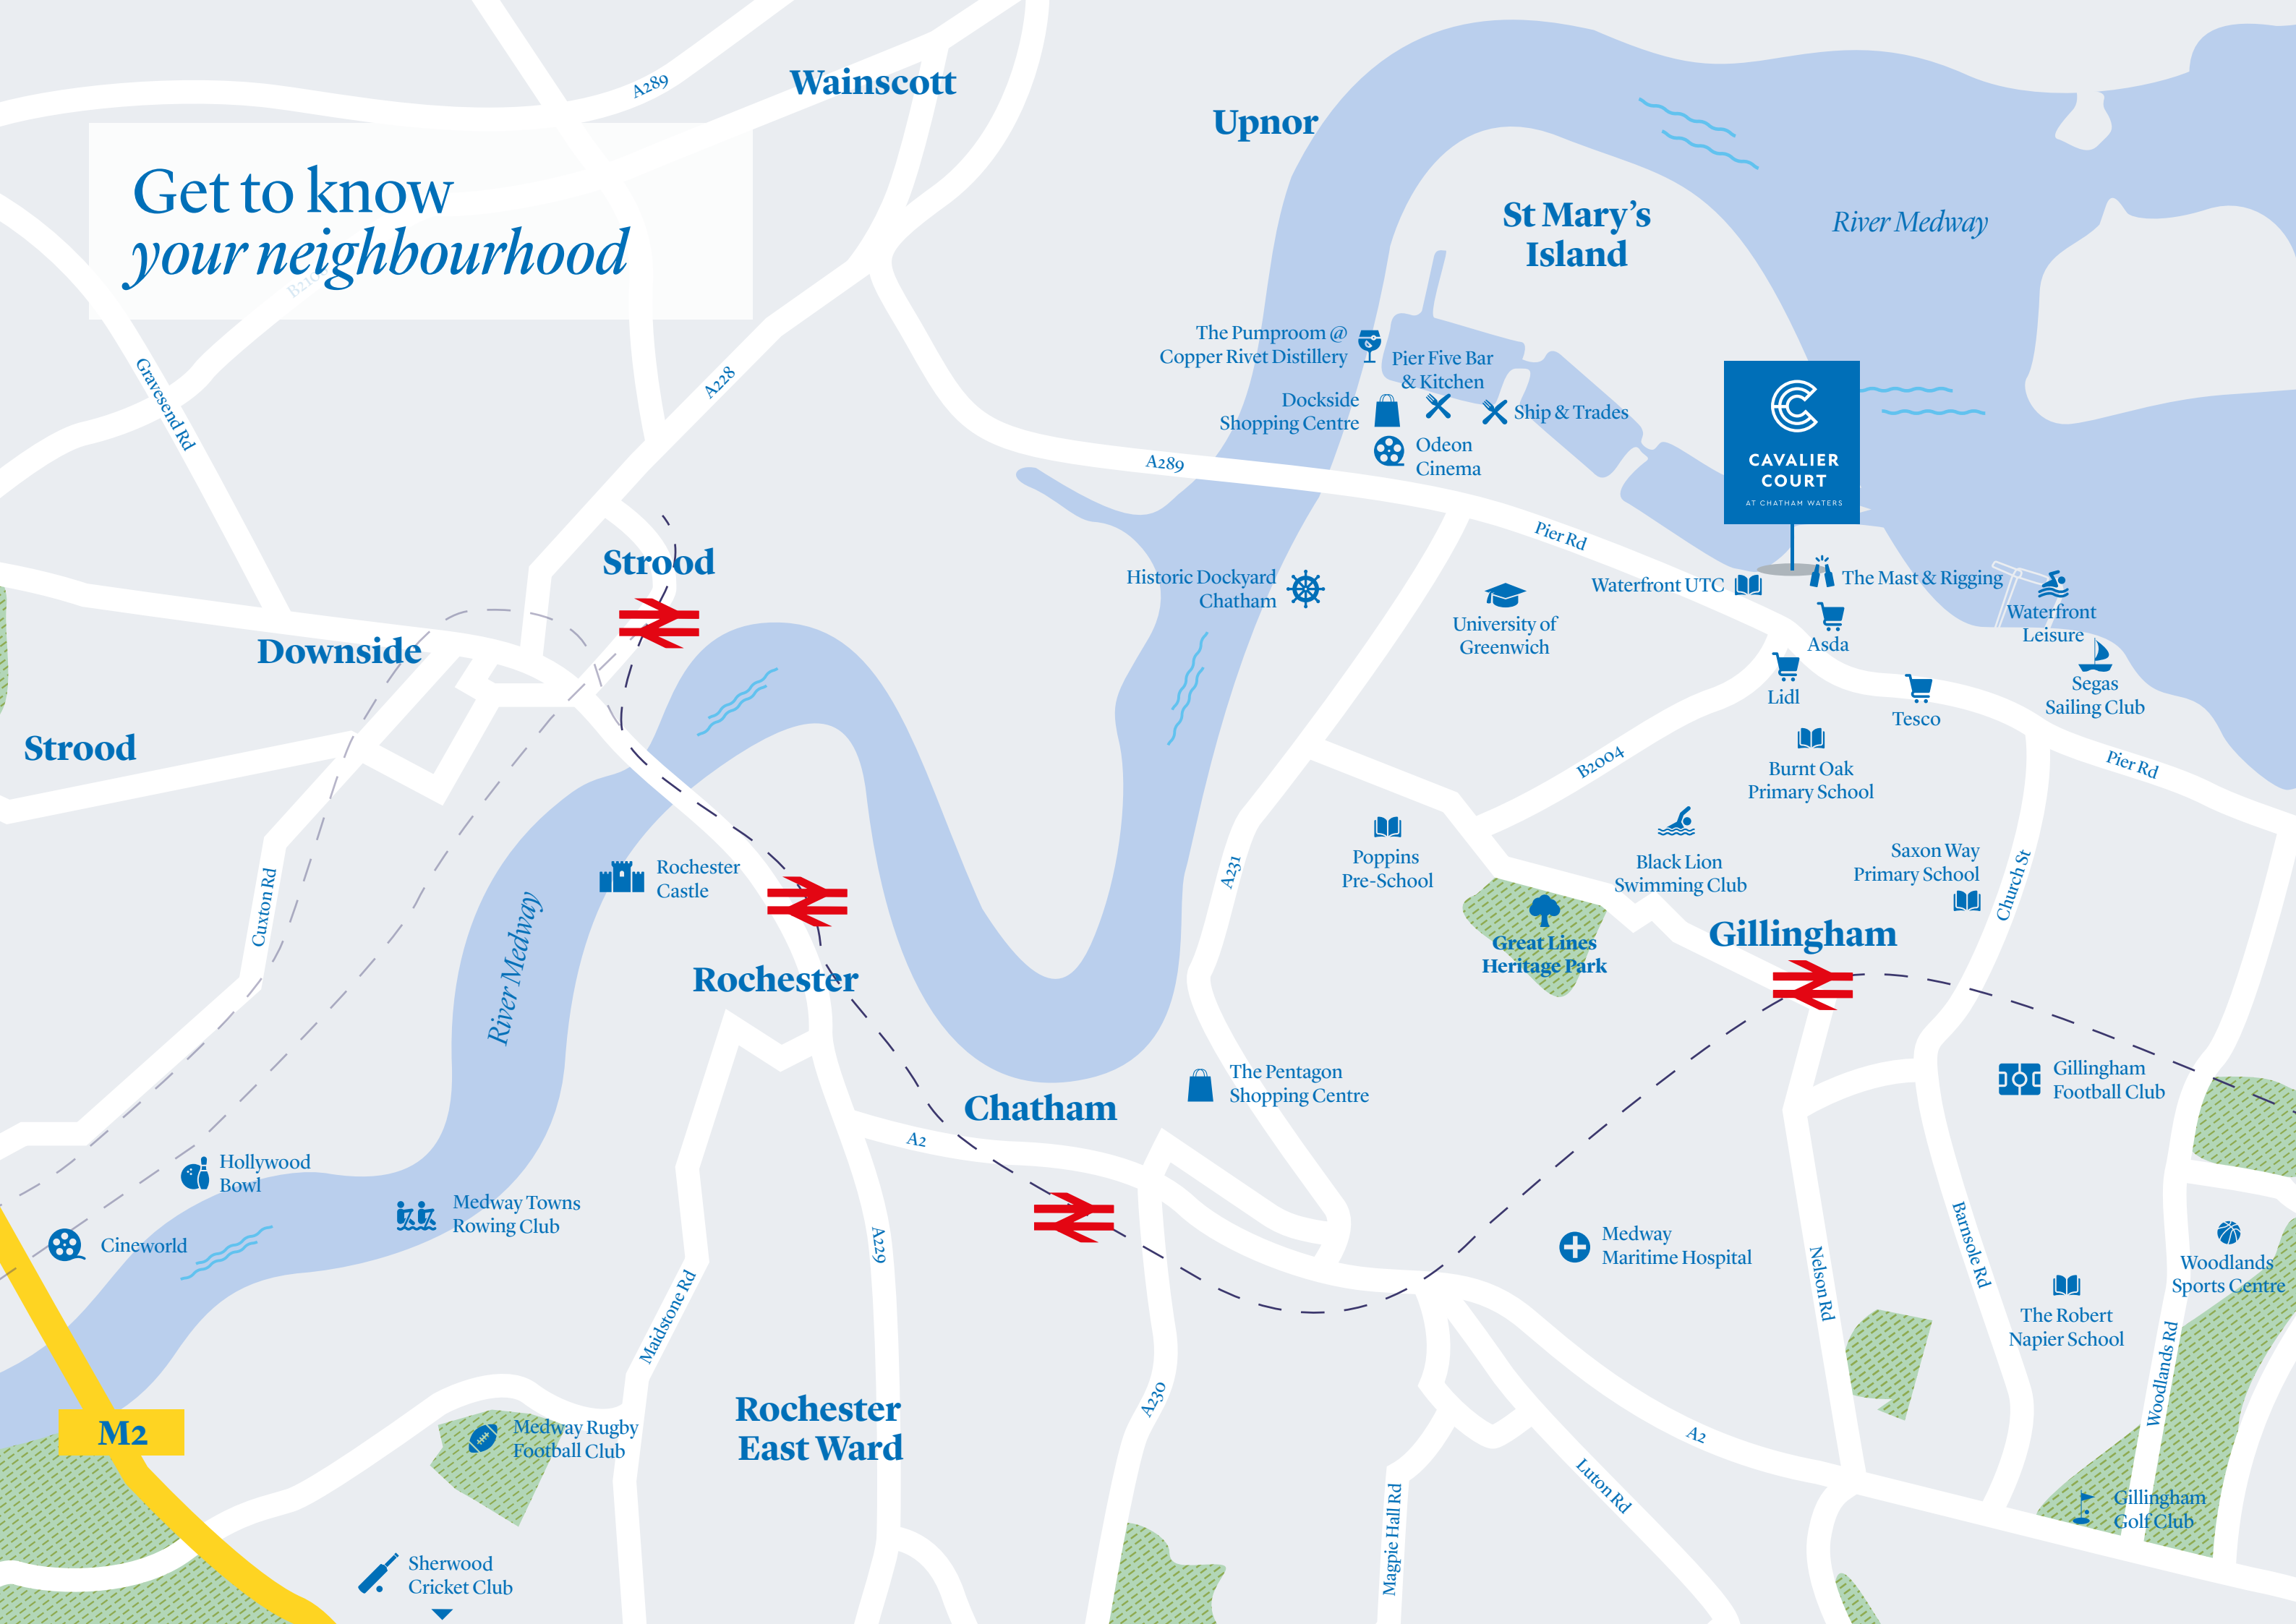 Get to know
your neighbourhood
A289
Wainscott
Upnor
St Mary's
Island
River Medway
Gravesend Rd
A228
The Pumproom @
Copper Rivet Distillery
Pier Five Bar
& Kitchen
Dockside
Shopping Centre
Ship & Trades
Odeon
Cinema
A289
CAVALIER
COURT
AT CHATHAM WATERS
Pier Rd
Strood
Historic Dockyard
Chatham
University of
Greenwich
Waterfront UTC
The Mast & Rigging
Waterfront
Leisure
Asda
Lidl
Tesco
Segas
Sailing Club
Downside
Strood
B2004
Burnt Oak
Primary School
Pier Rd
Cuxton Rd
River Medway
Rochester
Castle
Rochester
A231
Poppins
Pre-School
Black Lion
Swimming Club
Saxon Way
Primary School
Church St
Great Lines
Heritage Park
Gillingham
The Pentagon
Shopping Centre
Gillingham
Football Club
Chatham
A2
Hollywood
Bowl
Cineworld
Medway Towns
Rowing Club
Maidstone Rd
A229
Medway
Maritime Hospital
Nelson Rd
Barnsole Rd
Woodlands
Sports Centre
The Robert
Napier School
Woodlands Rd
M2
Medway Rugby
Football Club
Rochester
East Ward
A230
A2
Luton Rd
Magpie Hall Rd
Gillingham
Golf Club
Sherwood
Cricket Club